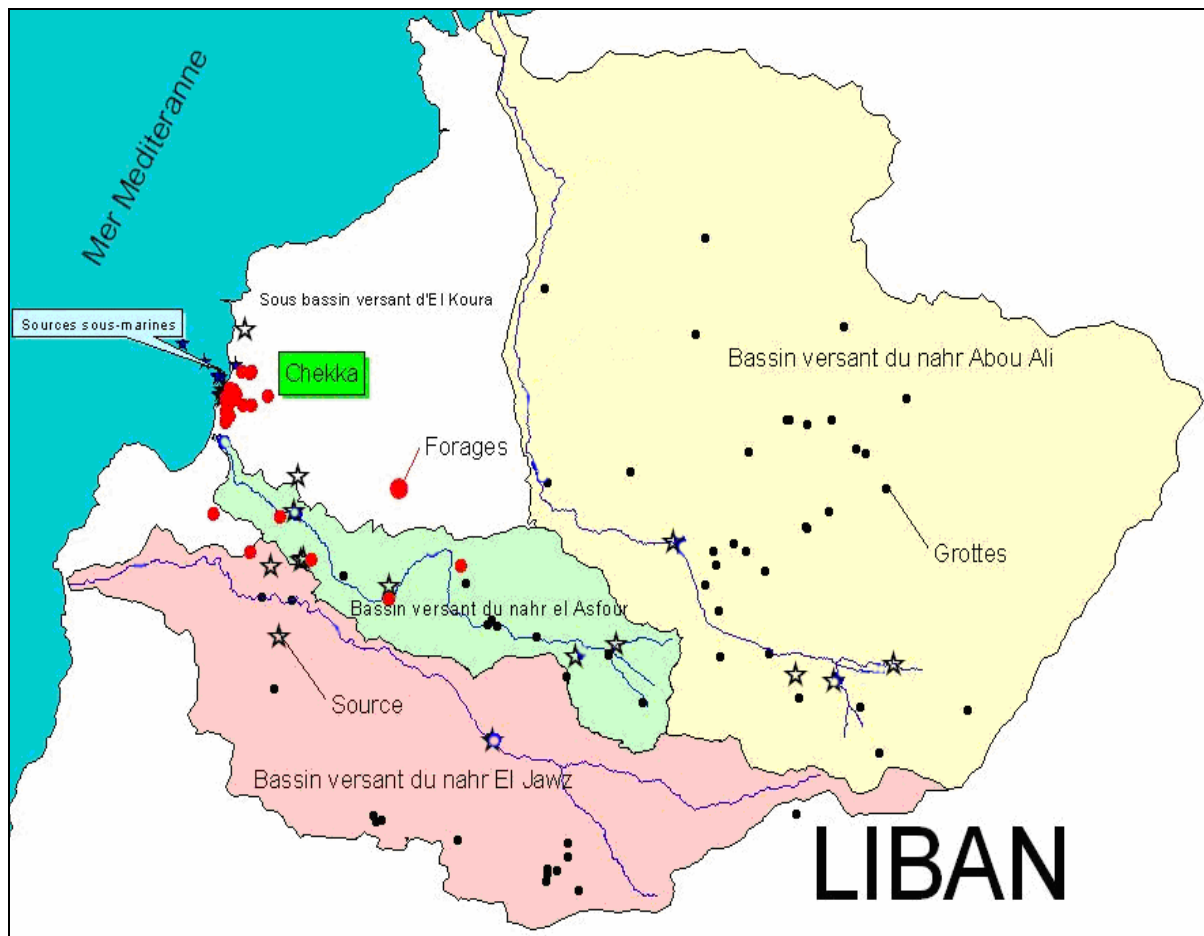 Mer Mediteranne
Sous bassin versant d'El Koura
Sources sous-marines
Bassin versant du nahr Abou Ali
Chekka
Forages
Grottes
Bassin versant du nahr el Asfour
Source
Bassin versant du nahr El Jawz
LIBAN